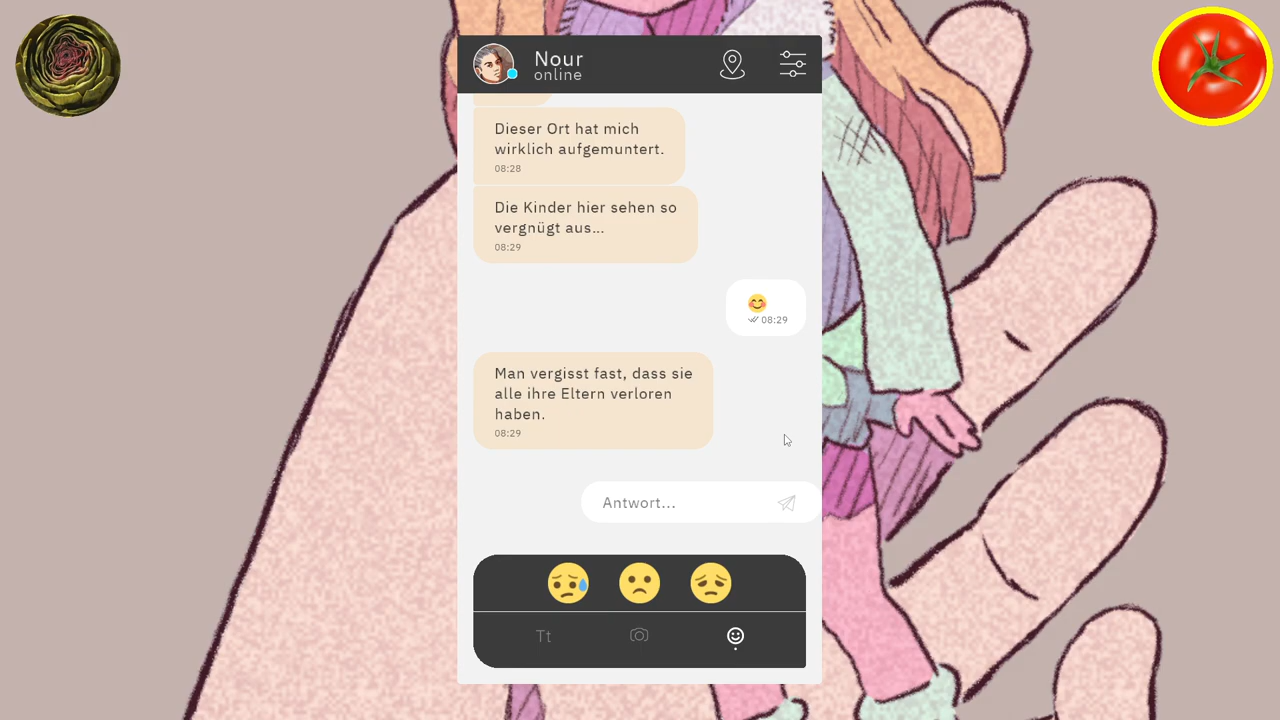 Nour
online
Dieser Ort hat mich
wirklich aufgemuntert.
08:28
Die Kinder hier sehen so
vergnügt aus...
08:29
08:29
Man vergisst fast, dass sie
alle ihre Eltern verloren
haben.
08:29
Antwort...
Tt